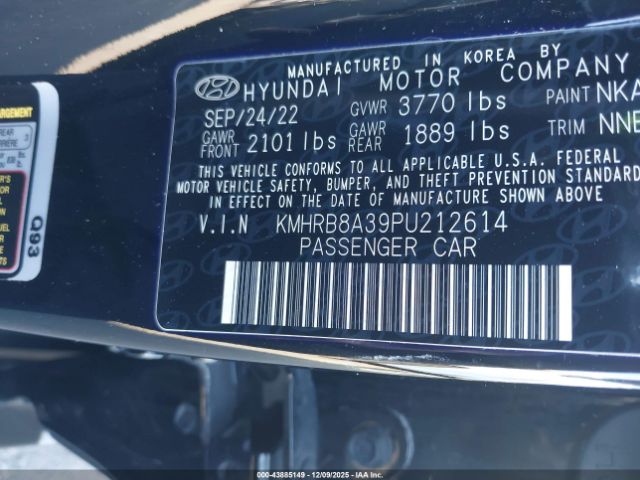 MANUFACTURED IN KOREA BY
HYUNDAI MOTOR COMPANY
SEP/24/22 GVWR 3770 lbs PAINT NKA
GAWR FRONT 2101 lbs GAWR REAR 1889 lbs TRIM NNB
THIS VEHICLE CONFORMS TO ALL APPLICABLE U.S.A. FEDERAL
MOTOR VEHICLE SAFETY, BUMPER, AND THEFT PREVENTION STANDARD
IN EFFECT ON THE DATE OF MANUFACTURE SHOWN ABOVE
V.I.N KMHRB8A39PU212614
PASSENGER CAR
Q93
REAR
000-43885149 | 12/09/2025 | IAA Inc.